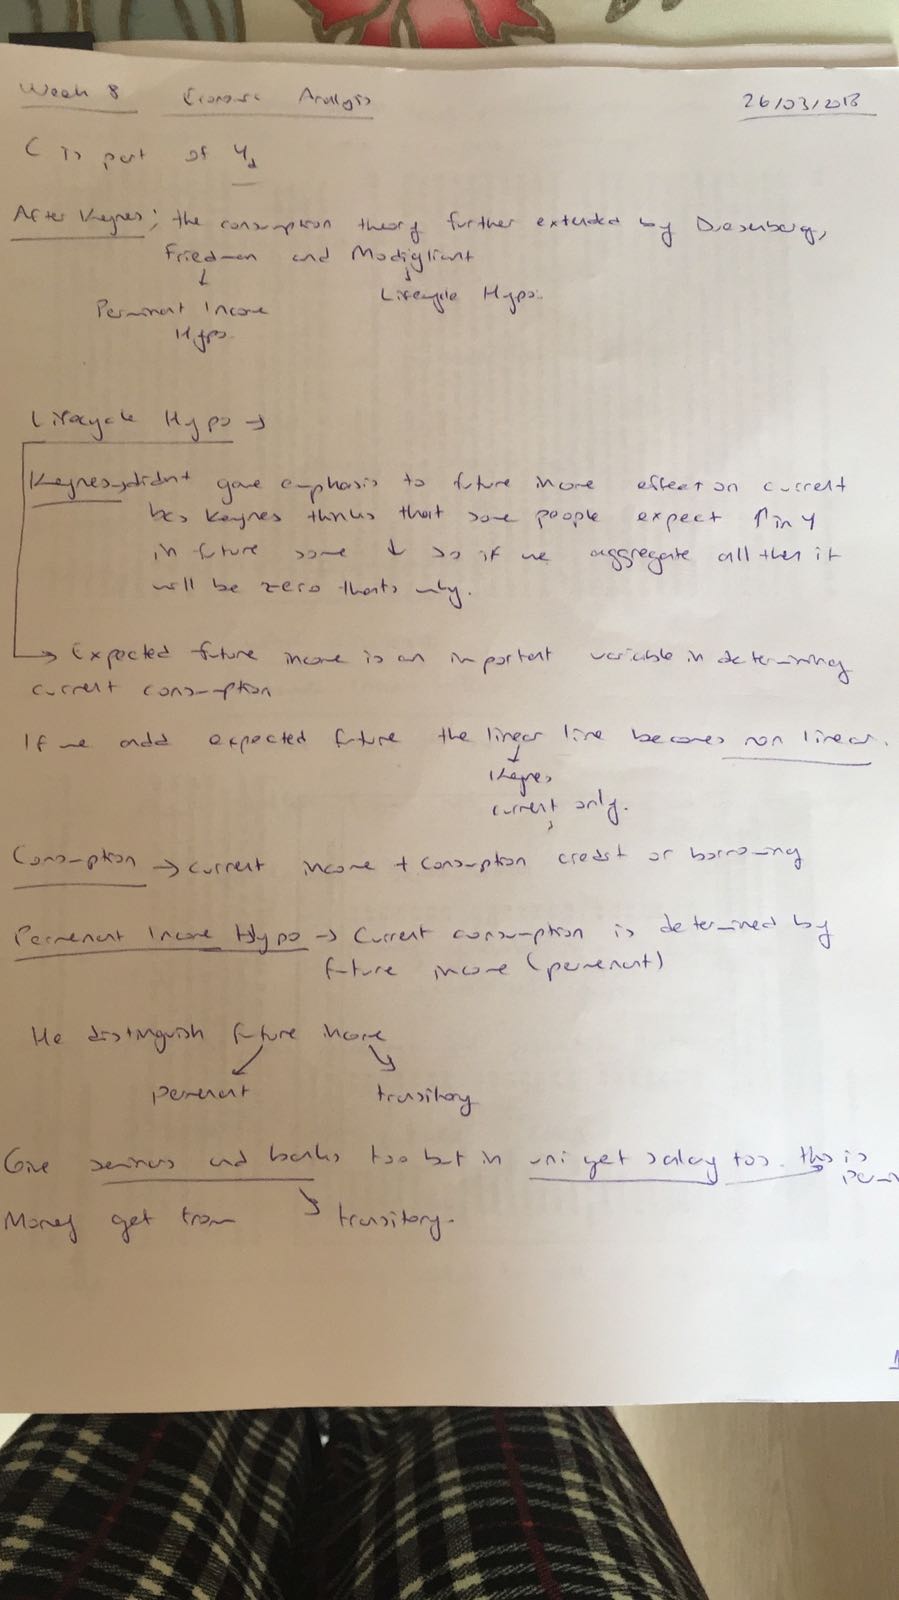 Week 8 Economic Analysis 26/03/2018
C is part of Yd
After Keynes; the consumption theory further extended by Duesenberg,
Friedman and Modigliani
Permanent Income Lifecycle Hypo.
Hypo.
Lifecycle Hypo →
Keynes → didn't gave emphasis to future income effect on current
bcs Keynes thinks that some people expect ↑ in Y
in future some ↓ so if we aggregate all then it
will be zero thats why.
→ Expected future income is an important variable in determining
current consumption
If we add expected future the linear line becomes non linear.
Keynes
current only.
Consumption → current income + consumption credit or borrowing
Permenent Income Hypo → Current consumption is determined by
future income (permenent)
He distinguish future income
permenent transitory
Give seminars and banks too but in uni get salary too. this is
Money get from transitory.